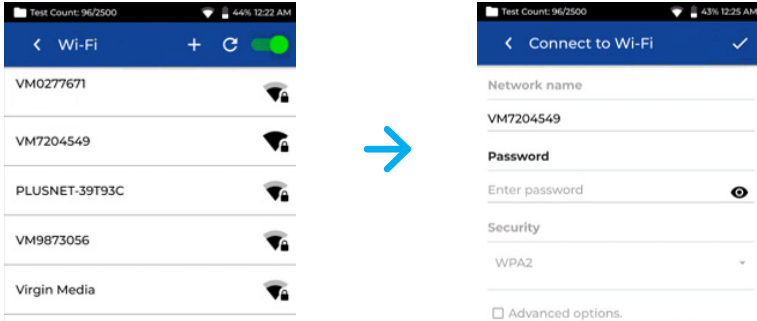 Test Count: 96/2500 44% 12:22 AM
Wi-Fi
VM0277671
VM7204549
PLUSNET-39T93C
VM9873056
Virgin Media
Test Count: 96/2500 43% 12:25 AM
Connect to Wi-Fi
Network name
VM7204549
Password
Enter password
Security
WPA2
Advanced options.